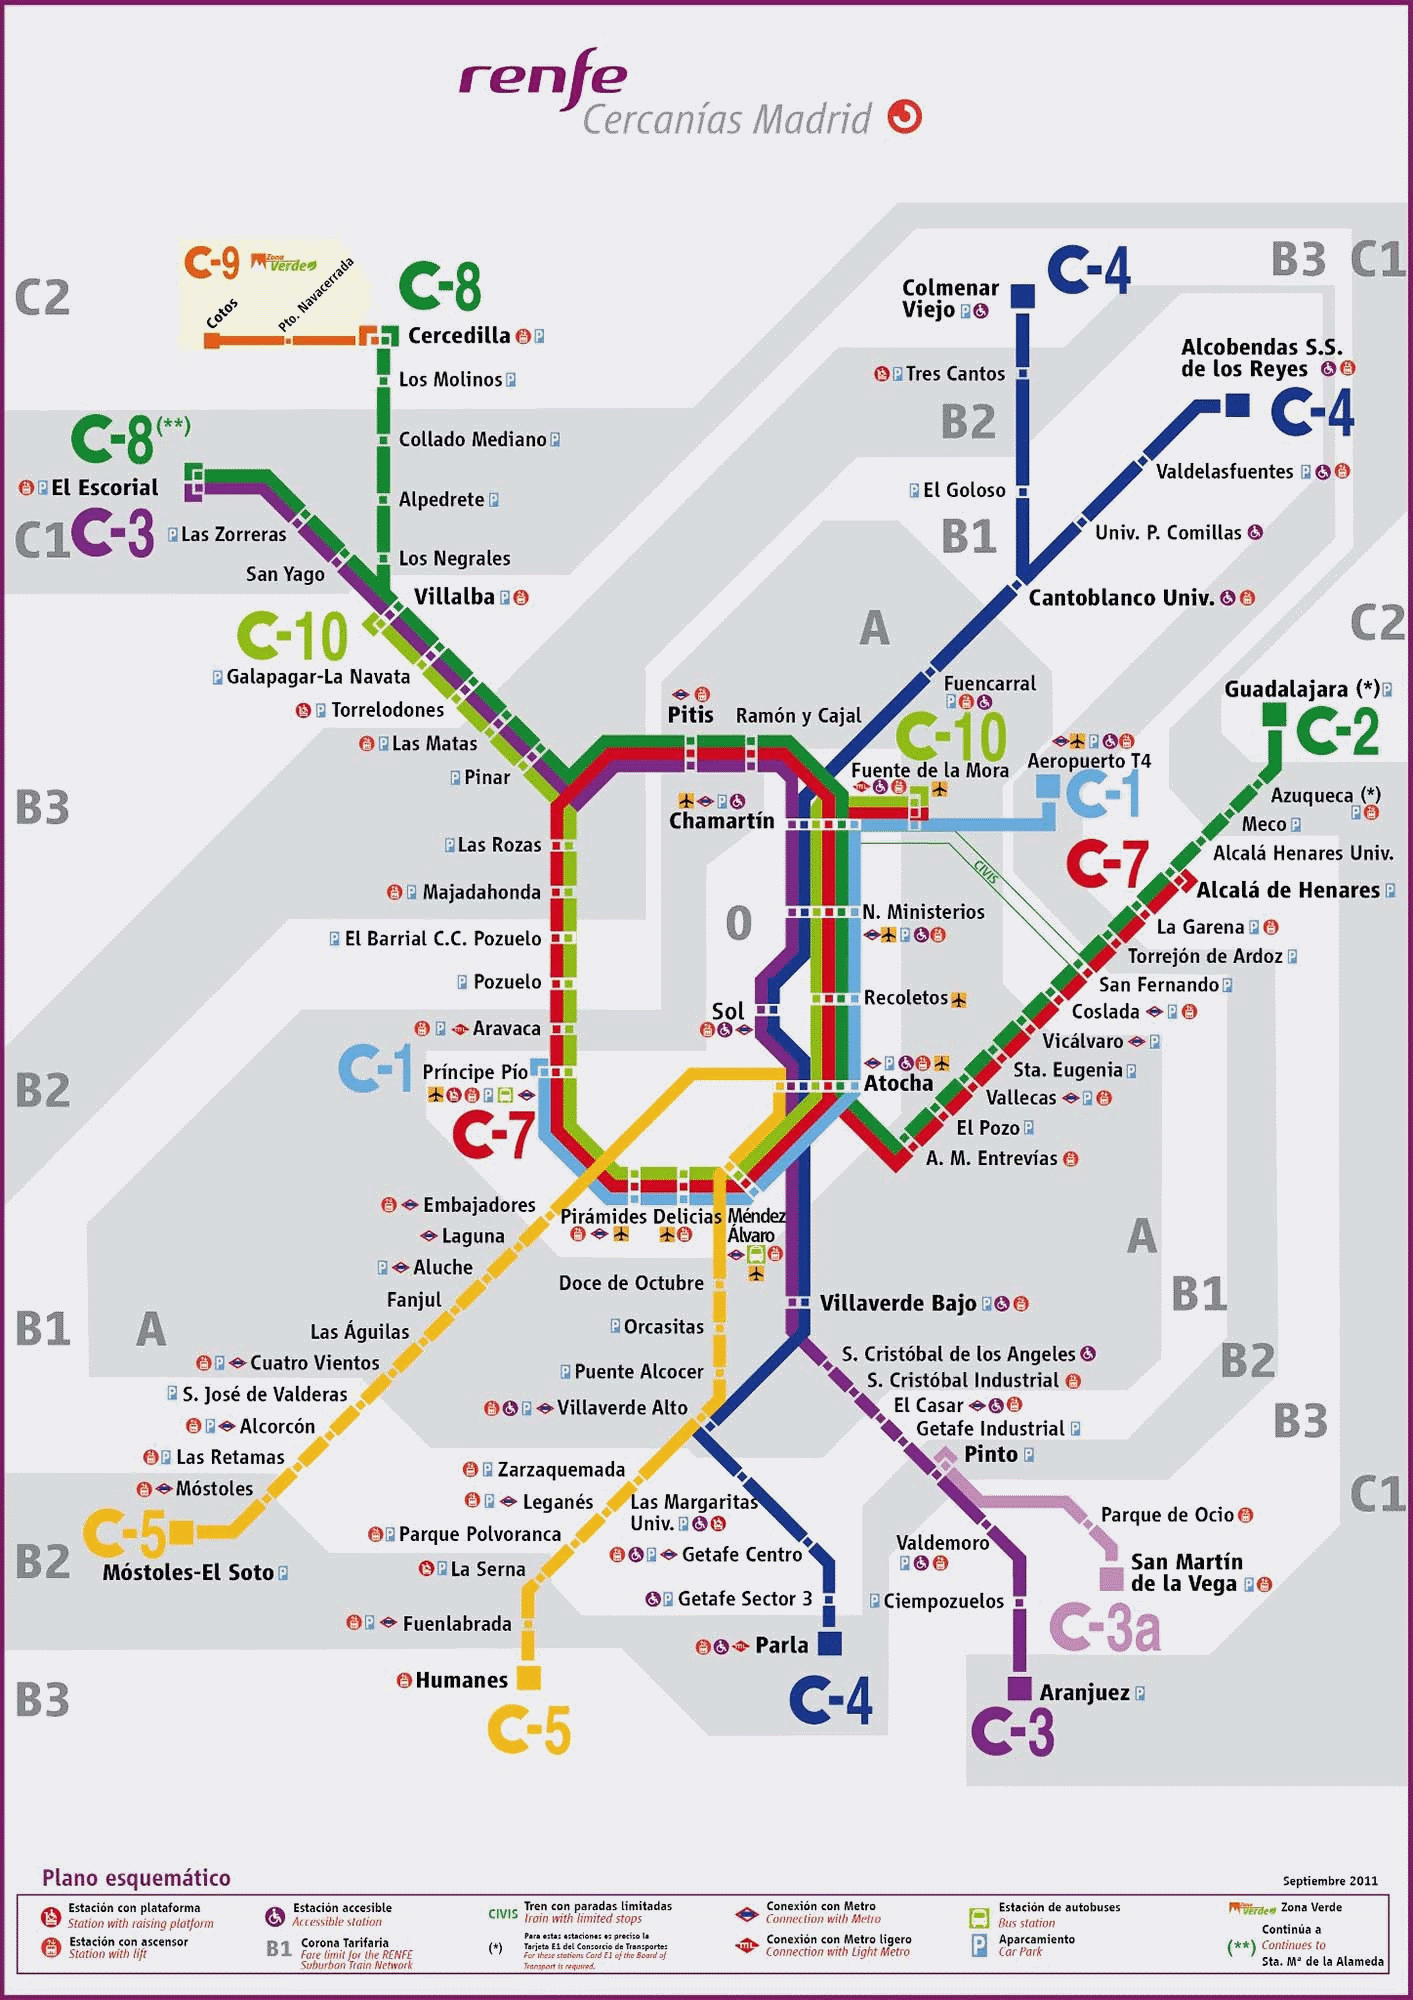 renfe
Cercanías Madrid
C2
C-9
Zona
Verde
Cotos
Pto. Navacerrada
C-8
Cercedilla
Los Molinos
Collado Mediano
Alpedrete
Los Negrales
Villalba
C-8(**)
El Escorial
C1
C-3
Las Zorreras
San Yago
C-10
Galapagar-La Navata
Torrelodones
Las Matas
Pinar
B3
Las Rozas
Majadahonda
El Barrial C.C. Pozuelo
Pozuelo
Aravaca
C-1
Príncipe Pío
C-7
B2
Pitis
Ramón y Cajal
Chamartín
0
Sol
Colmenar
Viejo
C-4
B3
C1
Tres Cantos
B2
El Goloso
B1
Alcobendas S.S.
de los Reyes
C-4
Valdelasfuentes
Univ. P. Comillas
Cantoblanco Univ.
A
C2
Fuencarral
C-10
Fuente de la Mora
Aeropuerto T4
C-1
Guadalajara (*)
C-2
Azuqueca (*)
Meco
Alcalá Henares Univ.
C-7
Alcalá de Henares
CIVIS
La Garena
Torrejón de Ardoz
San Fernando
Coslada
Vicálvaro
Sta. Eugenia
Vallecas
El Pozo
A. M. Entrevías
N. Ministerios
Recoletos
Atocha
Embajadores
Laguna
Aluche
Fanjul
Las Águilas
Cuatro Vientos
S. José de Valderas
Alcorcón
Las Retamas
Móstoles
C-5
Móstoles-El Soto
B1
A
B2
B3
Pirámides
Delicias
Méndez
Álvaro
Doce de Octubre
Orcasitas
Puente Alcocer
Villaverde Alto
Zarzaquemada
Leganés
Parque Polvoranca
La Serna
Fuenlabrada
Humanes
C-5
Las Margaritas
Univ.
Getafe Centro
Getafe Sector 3
Parla
C-4
Villaverde Bajo
S. Cristóbal de los Angeles
S. Cristóbal Industrial
El Casar
Getafe Industrial
Pinto
Parque de Ocio
San Martín
de la Vega
C-3a
Valdemoro
Ciempozuelos
Aranjuez
C-3
A
B1
B2
B3
C1
Plano esquemático
Septiembre 2011
Estación con plataforma
Station with raising platform
Estación con ascensor
Station with lift
Estación accesible
Accessible station
B1
Corona Tarifaria
Fare limit for the RENFE
Suburban Train Network
CIVIS
Tren con paradas limitadas
Train with limited stops
(*)
Para estas estaciones es preciso la
Tarjeta E1 del Consorcio de Transportes
For these stations Card E1 of the Board of
Transport is required.
Conexión con Metro
Connection with Metro
ML
Conexión con Metro ligero
Connection with Light Metro
Estación de autobuses
Bus station
P
Aparcamiento
Car Park
Zona
Verde
Zona Verde
(**)
Continúa a
Continues to
Sta. Mª de la Alameda